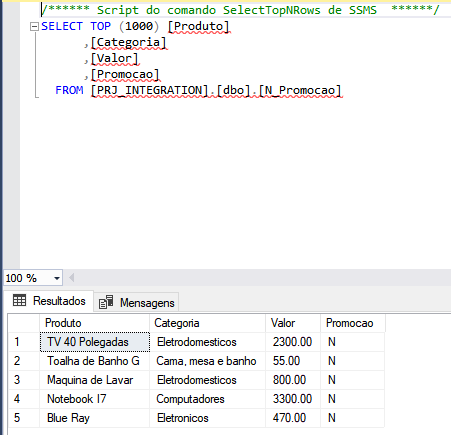 /****** Script do comando SelectTopNRows de SSMS  ******/
SELECT TOP (1000) [Produto]
      ,[Categoria]
      ,[Valor]
      ,[Promocao]
  FROM [PRJ_INTEGRATION].[dbo].[N_Promocao]
100 %
Resultados Mensagens
Produto Categoria Valor Promocao
1 TV 40 Polegadas Eletrodomesticos 2300.00 N
2 Toalha de Banho G Cama, mesa e banho 55.00 N
3 Maquina de Lavar Eletrodomesticos 800.00 N
4 Notebook I7 Computadores 3300.00 N
5 Blue Ray Eletronicos 470.00 N